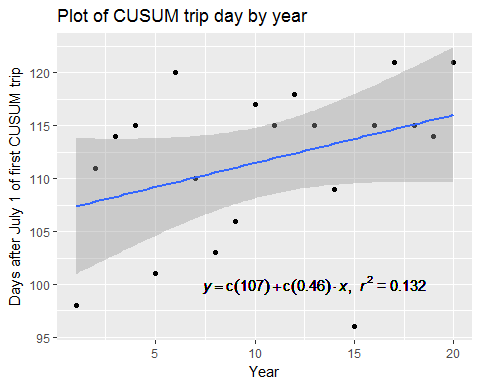 Plot of CUSUM trip day by year
Days after July 1 of first CUSUM trip
120
115
110
105
100
95
y = c(107) + c(0.46) · x, r² = 0.132
5
10
15
20
Year